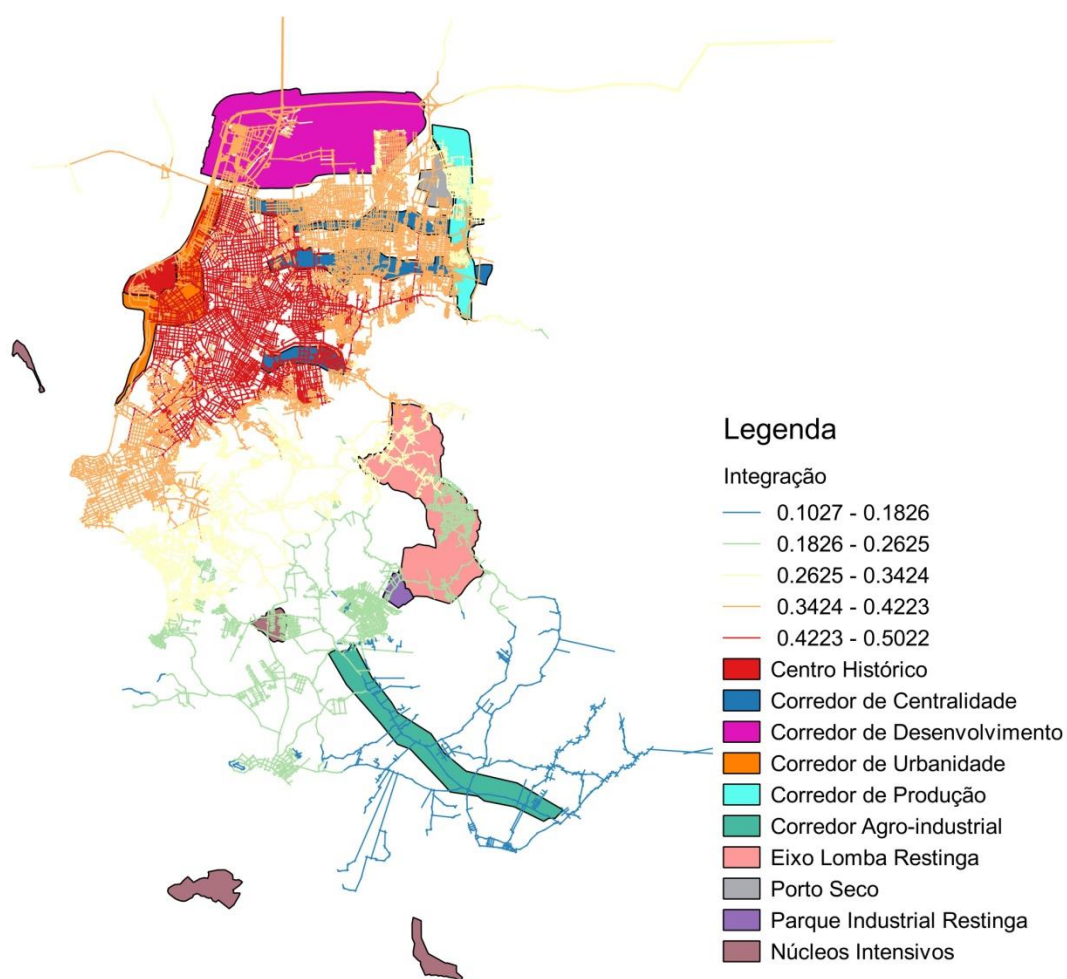 Legenda
Integração
0.1027 - 0.1826
0.1826 - 0.2625
0.2625 - 0.3424
0.3424 - 0.4223
0.4223 - 0.5022
Centro Histórico
Corredor de Centralidade
Corredor de Desenvolvimento
Corredor de Urbanidade
Corredor de Produção
Corredor Agro-industrial
Eixo Lomba Restinga
Porto Seco
Parque Industrial Restinga
Núcleos Intensivos